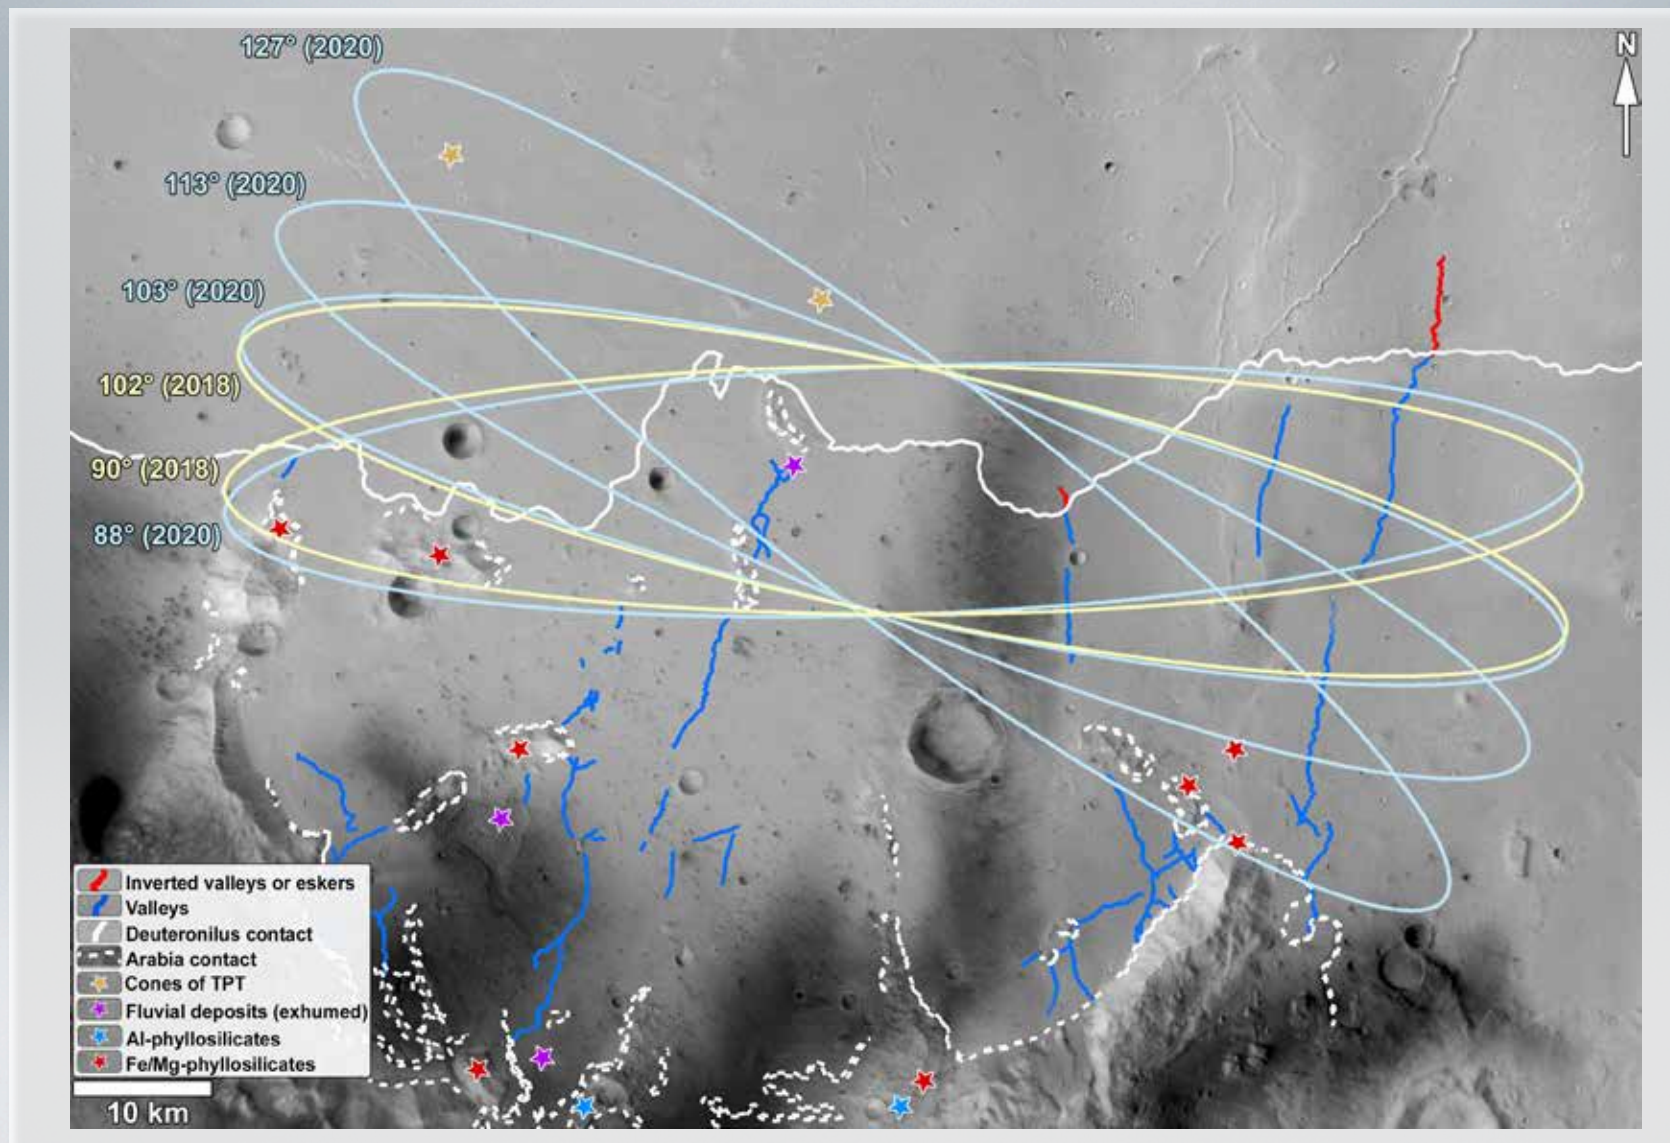 127° (2020)
N
113° (2020)
103° (2020)
102° (2018)
90° (2018)
88° (2020)
Inverted valleys or eskers
Valleys
Deuteronilus contact
Arabia contact
Cones of TPT
Fluvial deposits (exhumed)
Al-phyllosilicates
Fe/Mg-phyllosilicates
10 km